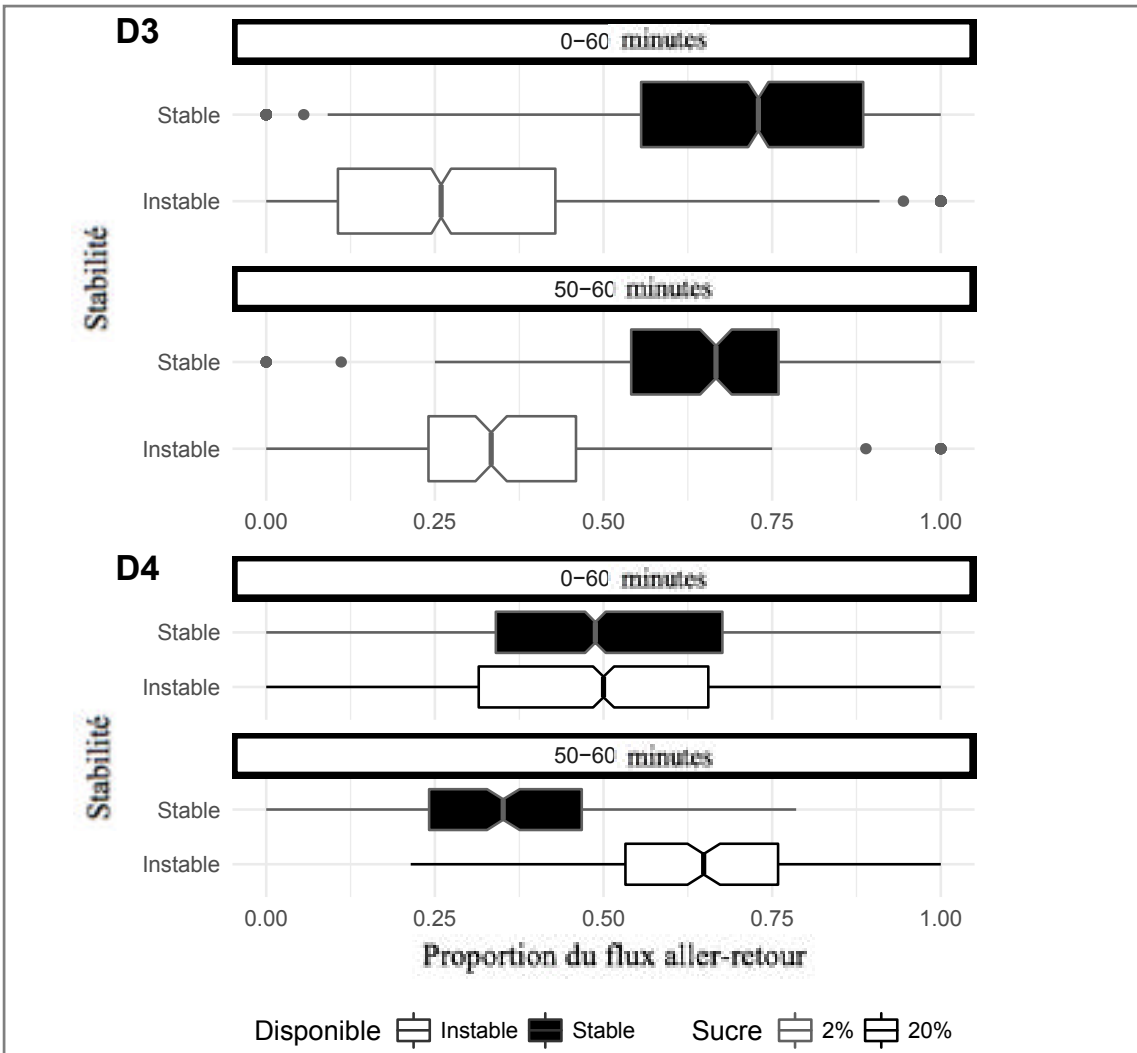 D3
0−60 minutes
Stable
Instable
50−60 minutes
Stable
Instable
Stabilité
0.00 0.25 0.50 0.75 1.00
D4
0−60 minutes
Stable
Instable
50−60 minutes
Stable
Instable
Stabilité
0.00 0.25 0.50 0.75 1.00
Proportion du flux aller-retour
Disponible Instable Stable Sucre 2% 20%